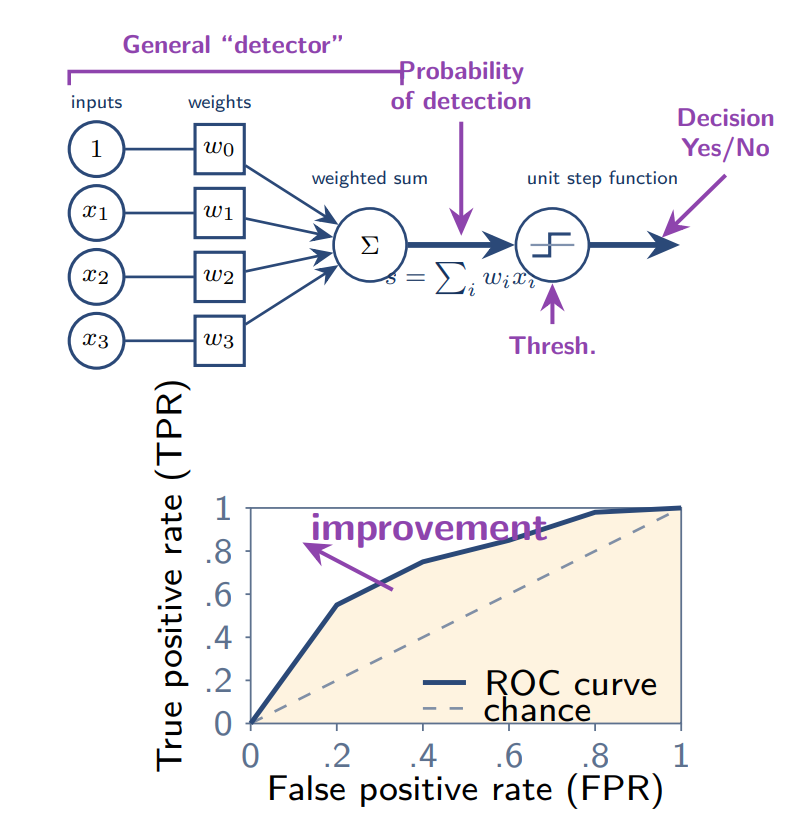 General “detector”
Probability
of detection
inputs
weights
Decision
Yes/No
weighted sum
unit step function
1
w₀
x₁
w₁
Σ
x₂
w₂
s = ∑ᵢ wᵢxᵢ
x₃
w₃
Thresh.
True positive rate (TPR)
1
.8
.6
.4
.2
0
improvement
ROC curve
chance
0 .2 .4 .6 .8 1
False positive rate (FPR)